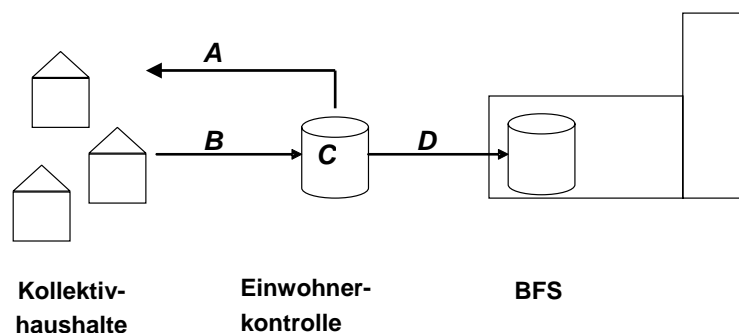 A
B
C
D
Kollektiv-
haushalte
Einwohner-
kontrolle
BFS